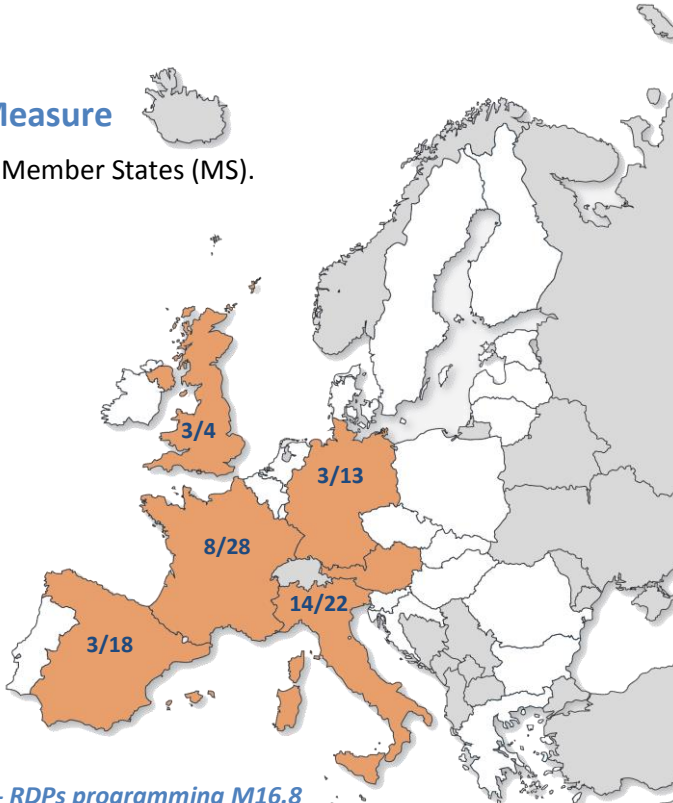 Measure
Member States (MS).
3/4
3/13
8/28
14/22
3/18
- RDPs programming M16.8